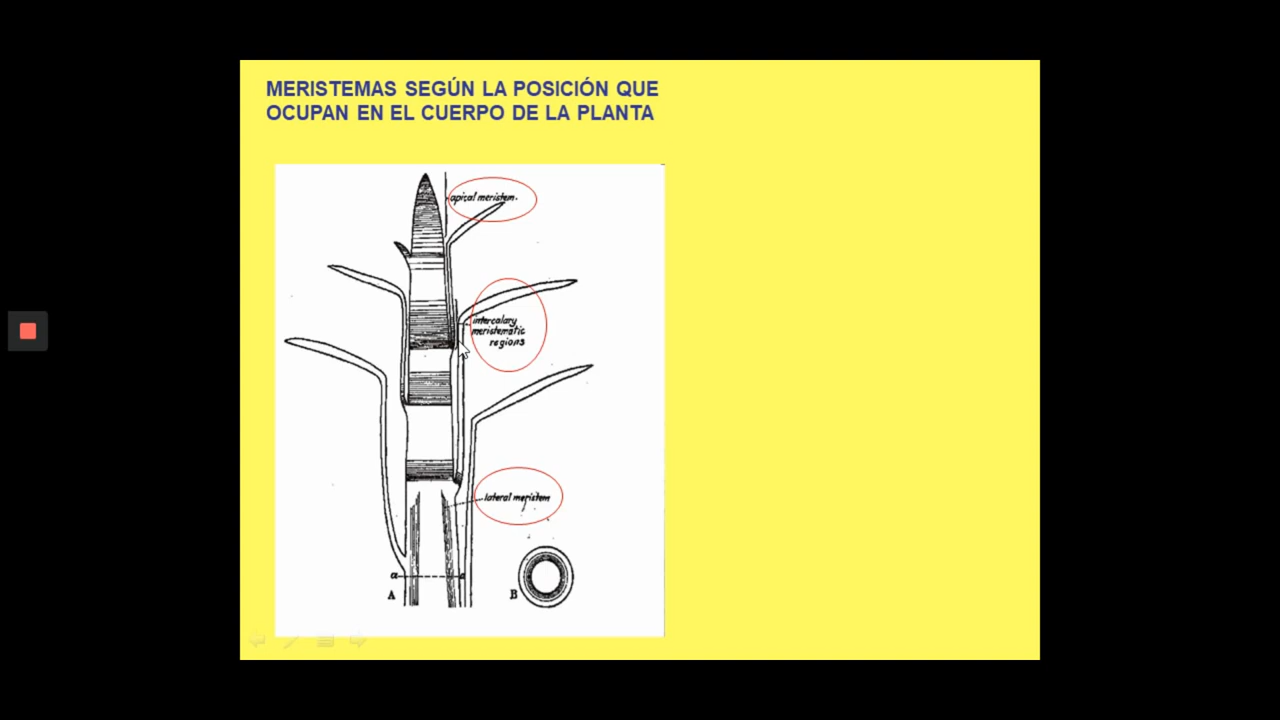 MERISTEMAS SEGÚN LA POSICIÓN QUE
OCUPAN EN EL CUERPO DE LA PLANTA
apical meristem.
intercalary
meristematic
regions
lateral meristem
a
a
A
B